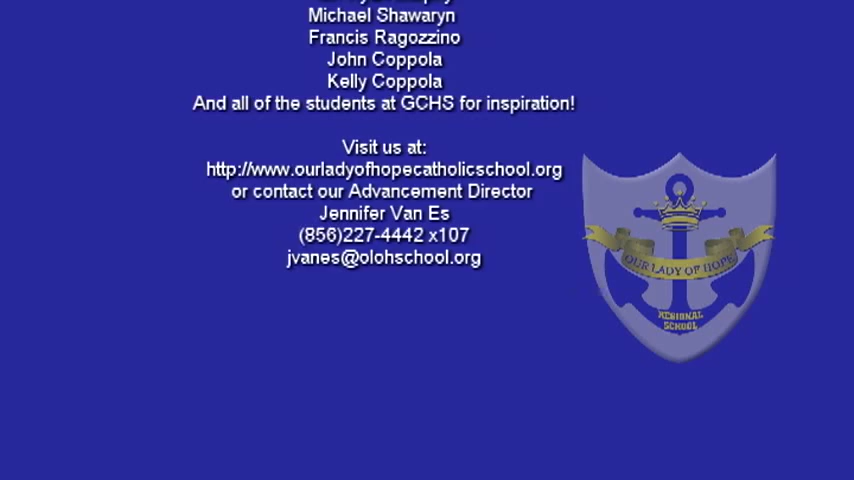 Michael Shawaryn
Francis Ragozzino
John Coppola
Kelly Coppola
And all of the students at GCHS for inspiration!
Visit us at:
http://www.ourladyofhopecatholicschool.org
or contact our Advancement Director
Jennifer Van Es
(856)227-4442 x107
jvanes@olohschool.org
OUR LADY OF HOPE
REGIONAL
SCHOOL